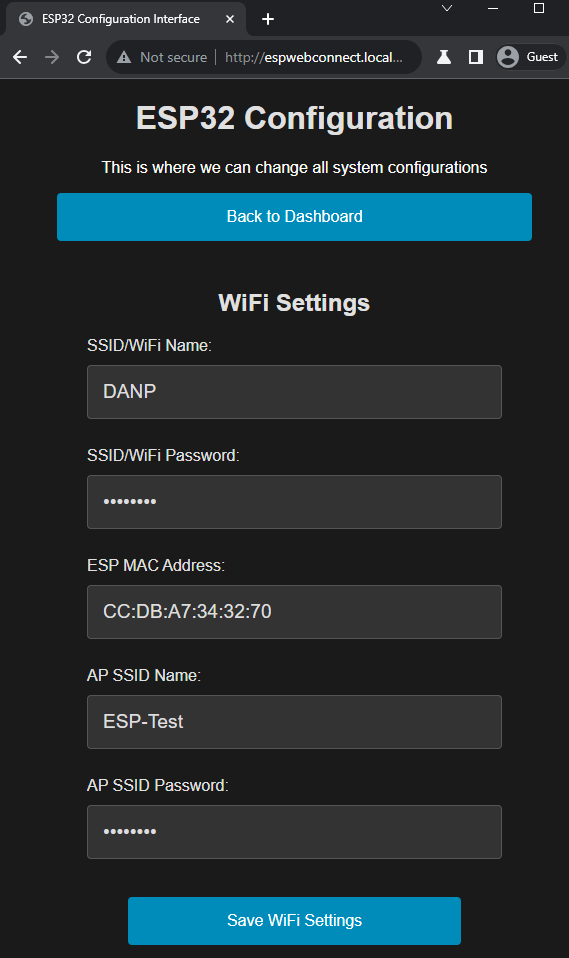 ESP32 Configuration Interface
Not secure | http://espwebconnect.local...
Guest
ESP32 Configuration
This is where we can change all system configurations
Back to Dashboard
WiFi Settings
SSID/WiFi Name:
DANP
SSID/WiFi Password:
••••••••
ESP MAC Address:
CC:DB:A7:34:32:70
AP SSID Name:
ESP-Test
AP SSID Password:
••••••••
Save WiFi Settings